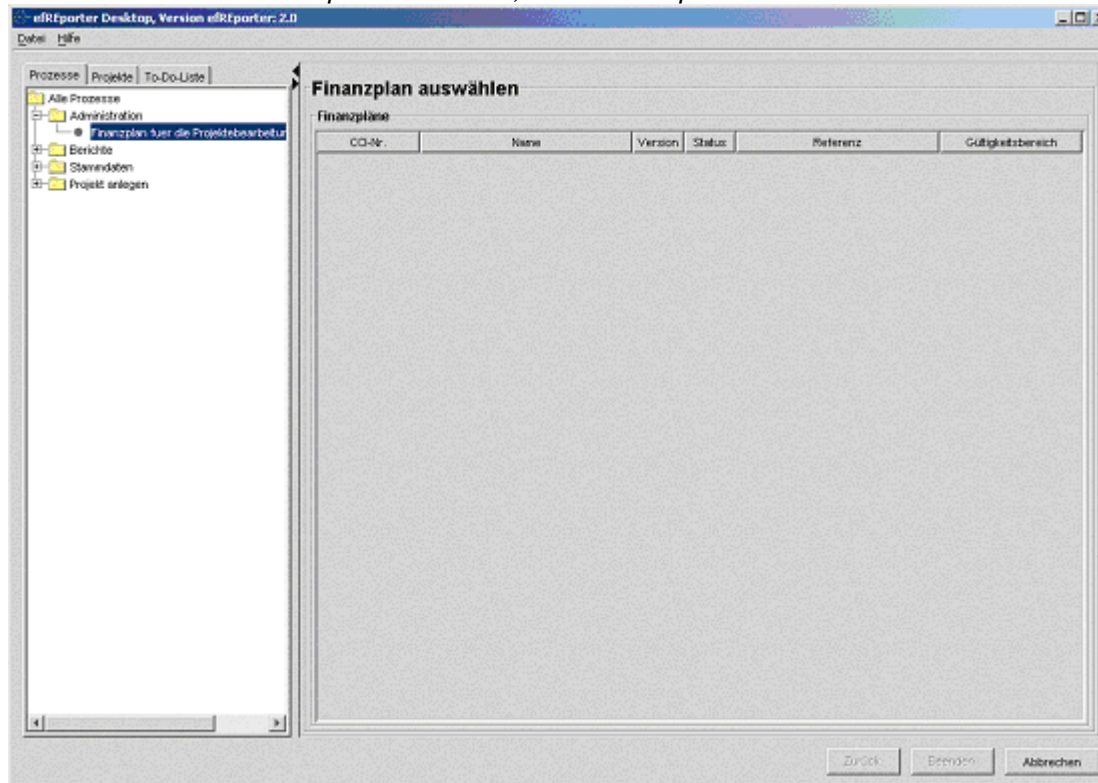 efREporter Desktop, Version efREporter: 2.0
Datei Hilfe
Prozesse Projekte To-Do-Liste
Alle Prozesse
Administration
Finanzplan fuer die Projektebearbeitur
Berichte
Stammdaten
Projekt anlegen
Finanzplan auswählen
Finanzpläne
CCI-Nr. Name Version Status Referenz Gültigkeitsbereich
Zurück Beenden Abbrechen